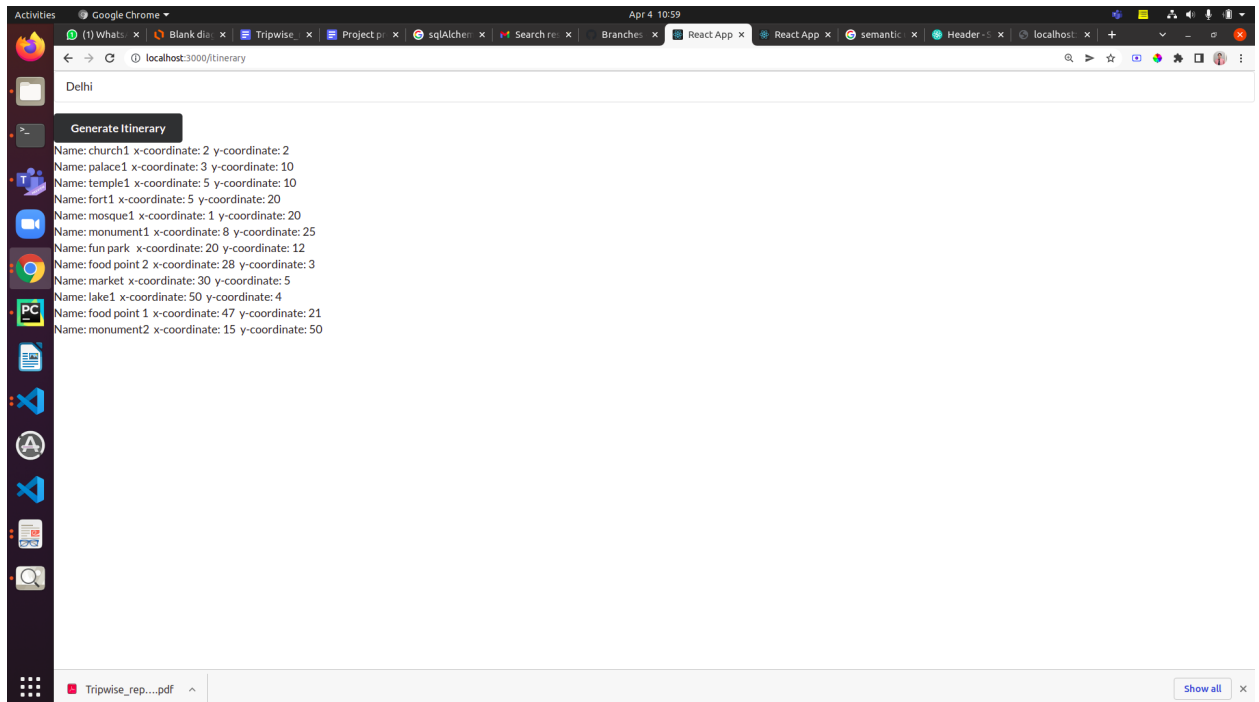 Activities Google Chrome Apr 4 10:59
(1) Whats Blank dia Tripwise_ Project pr sqlAlchem Search res Branches React App React App semantic Header - S localhost:
localhost:3000/itinerary
Delhi
Generate Itinerary
Name: church1 x-coordinate: 2 y-coordinate: 2
Name: palace1 x-coordinate: 3 y-coordinate: 10
Name: temple1 x-coordinate: 5 y-coordinate: 10
Name: fort1 x-coordinate: 5 y-coordinate: 20
Name: mosque1 x-coordinate: 1 y-coordinate: 20
Name: monument1 x-coordinate: 8 y-coordinate: 25
Name: fun park x-coordinate: 20 y-coordinate: 12
Name: food point 2 x-coordinate: 28 y-coordinate: 3
Name: market x-coordinate: 30 y-coordinate: 5
Name: lake1 x-coordinate: 50 y-coordinate: 4
Name: food point 1 x-coordinate: 47 y-coordinate: 21
Name: monument2 x-coordinate: 15 y-coordinate: 50
Tripwise_rep....pdf Show all